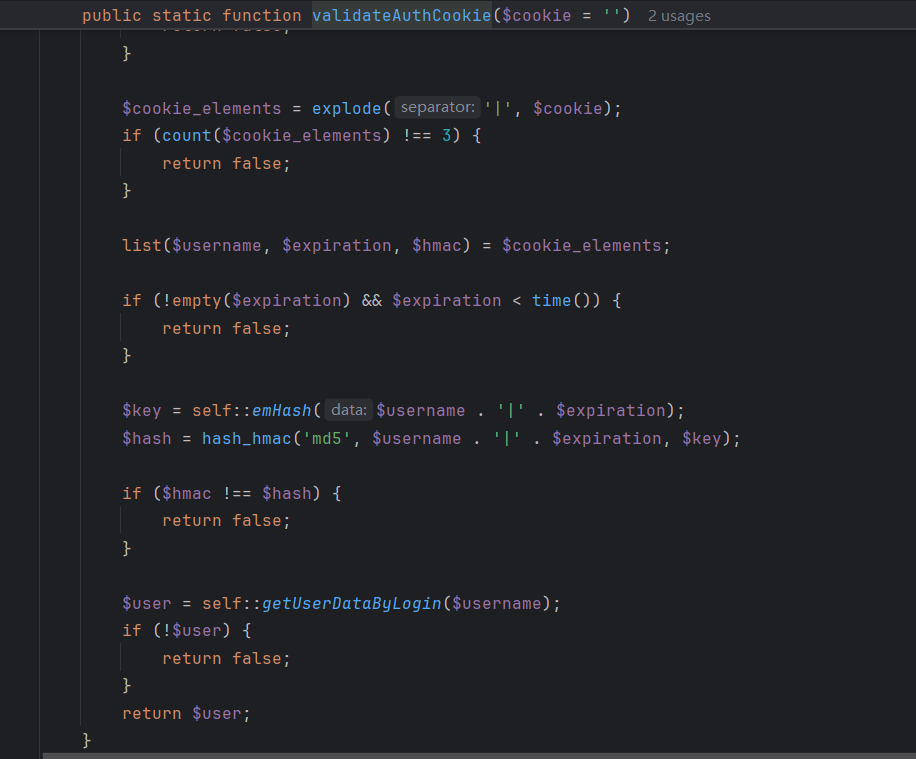 public static function validateAuthCookie($cookie = '') 2 usages
return false;
}
$cookie_elements = explode( separator: '|', $cookie);
if (count($cookie_elements) !== 3) {
return false;
}
list($username, $expiration, $hmac) = $cookie_elements;
if (!empty($expiration) && $expiration < time()) {
return false;
}
$key = self::emHash( data: $username . '|' . $expiration);
$hash = hash_hmac('md5', $username . '|' . $expiration, $key);
if ($hmac !== $hash) {
return false;
}
$user = self::getUserDataByLogin($username);
if (!$user) {
return false;
}
return $user;
}